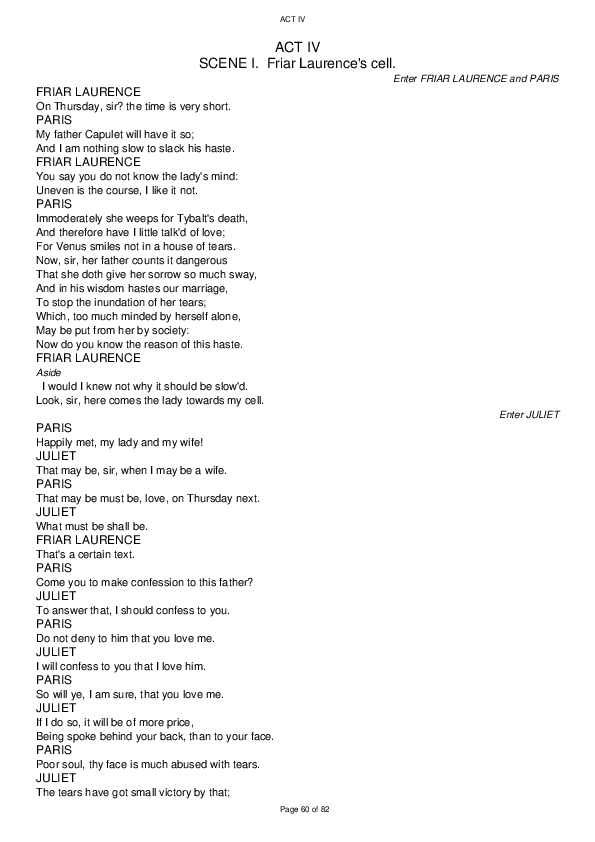 ACT IV
ACT IV
SCENE I.  Friar Laurence's cell.
Enter FRIAR LAURENCE and PARIS
FRIAR LAURENCE
On Thursday, sir? the time is very short.
PARIS
My father Capulet will have it so;
And I am nothing slow to slack his haste.
FRIAR LAURENCE
You say you do not know the lady's mind:
Uneven is the course, I like it not.
PARIS
Immoderately she weeps for Tybalt's death,
And therefore have I little talk'd of love;
For Venus smiles not in a house of tears.
Now, sir, her father counts it dangerous
That she doth give her sorrow so much sway,
And in his wisdom hastes our marriage,
To stop the inundation of her tears;
Which, too much minded by herself alone,
May be put from her by society:
Now do you know the reason of this haste.
FRIAR LAURENCE
Aside
I would I knew not why it should be slow'd.
Look, sir, here comes the lady towards my cell.
Enter JULIET
PARIS
Happily met, my lady and my wife!
JULIET
That may be, sir, when I may be a wife.
PARIS
That may be must be, love, on Thursday next.
JULIET
What must be shall be.
FRIAR LAURENCE
That's a certain text.
PARIS
Come you to make confession to this father?
JULIET
To answer that, I should confess to you.
PARIS
Do not deny to him that you love me.
JULIET
I will confess to you that I love him.
PARIS
So will ye, I am sure, that you love me.
JULIET
If I do so, it will be of more price,
Being spoke behind your back, than to your face.
PARIS
Poor soul, thy face is much abused with tears.
JULIET
The tears have got small victory by that;
Page 60 of 82